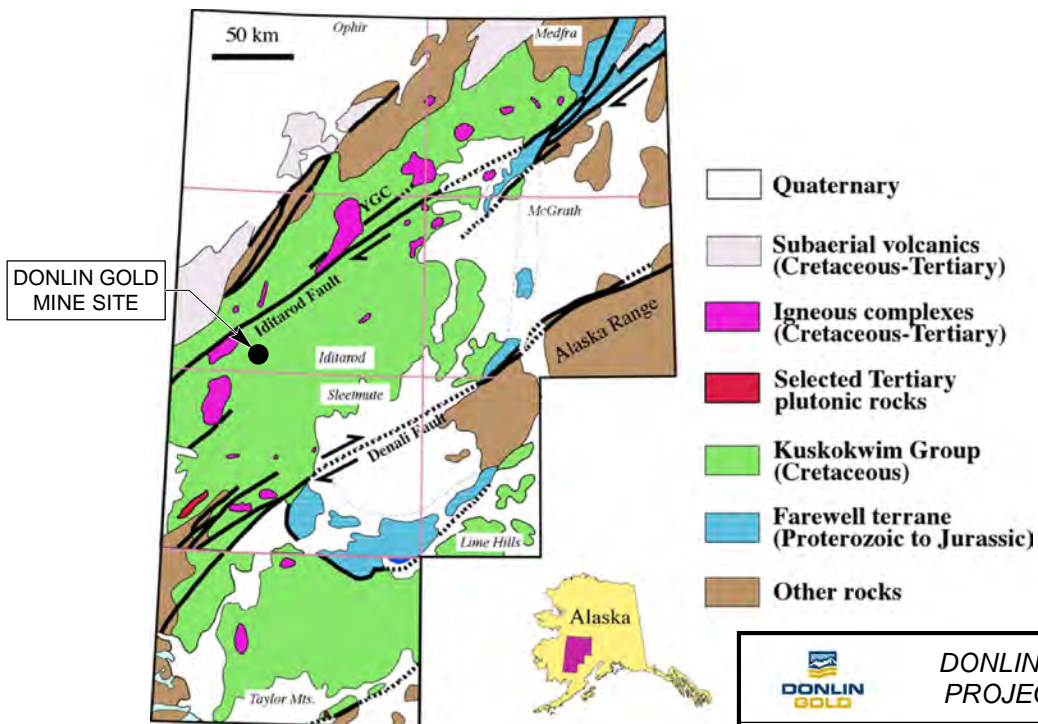 50 km
Ophir
Medfra
YGC
McGrath
DONLIN GOLD
MINE SITE
Iditarod Fault
Alaska Range
Iditarod
Sleetmute
Denali Fault
Lime Hills
Taylor Mts.
Alaska
Quaternary
Subaerial volcanics
(Cretaceous-Tertiary)
Igneous complexes
(Cretaceous-Tertiary)
Selected Tertiary
plutonic rocks
Kuskokwim Group
(Cretaceous)
Farewell terrane
(Proterozoic to Jurassic)
Other rocks
DONLIN
GOLD
DONLIN
PROJEC